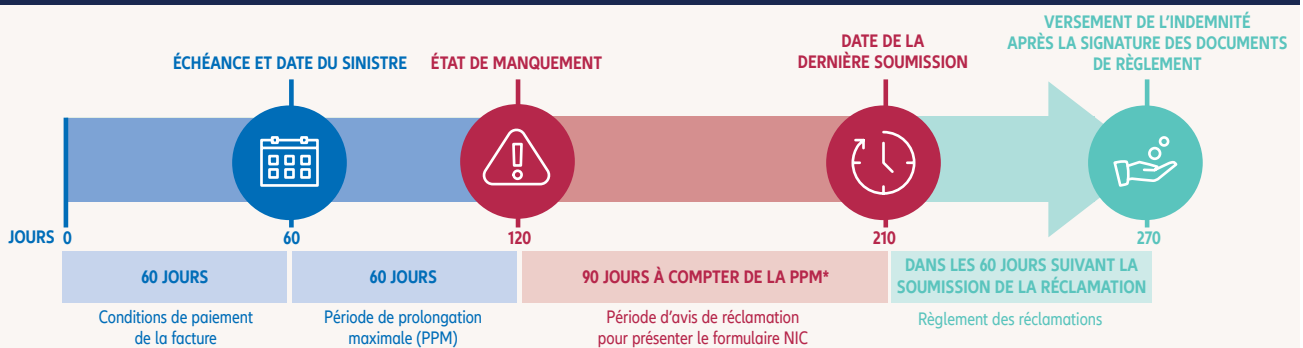 ÉCHÉANCE ET DATE DU SINISTRE
ÉTAT DE MANQUEMENT
DATE DE LA
DERNIÈRE SOUMISSION
VERSEMENT DE L’INDEMNITÉ
APRÈS LA SIGNATURE DES DOCUMENTS
DE RÈGLEMENT
JOURS 0
60
120
210
270
60 JOURS
60 JOURS
90 JOURS À COMPTER DE LA PPM*
DANS LES 60 JOURS SUIVANT LA
SOUMISSION DE LA RÉCLAMATION
Conditions de paiement
de la facture
Période de prolongation
maximale (PPM)
Période d’avis de réclamation
pour présenter le formulaire NIC
Règlement des réclamations